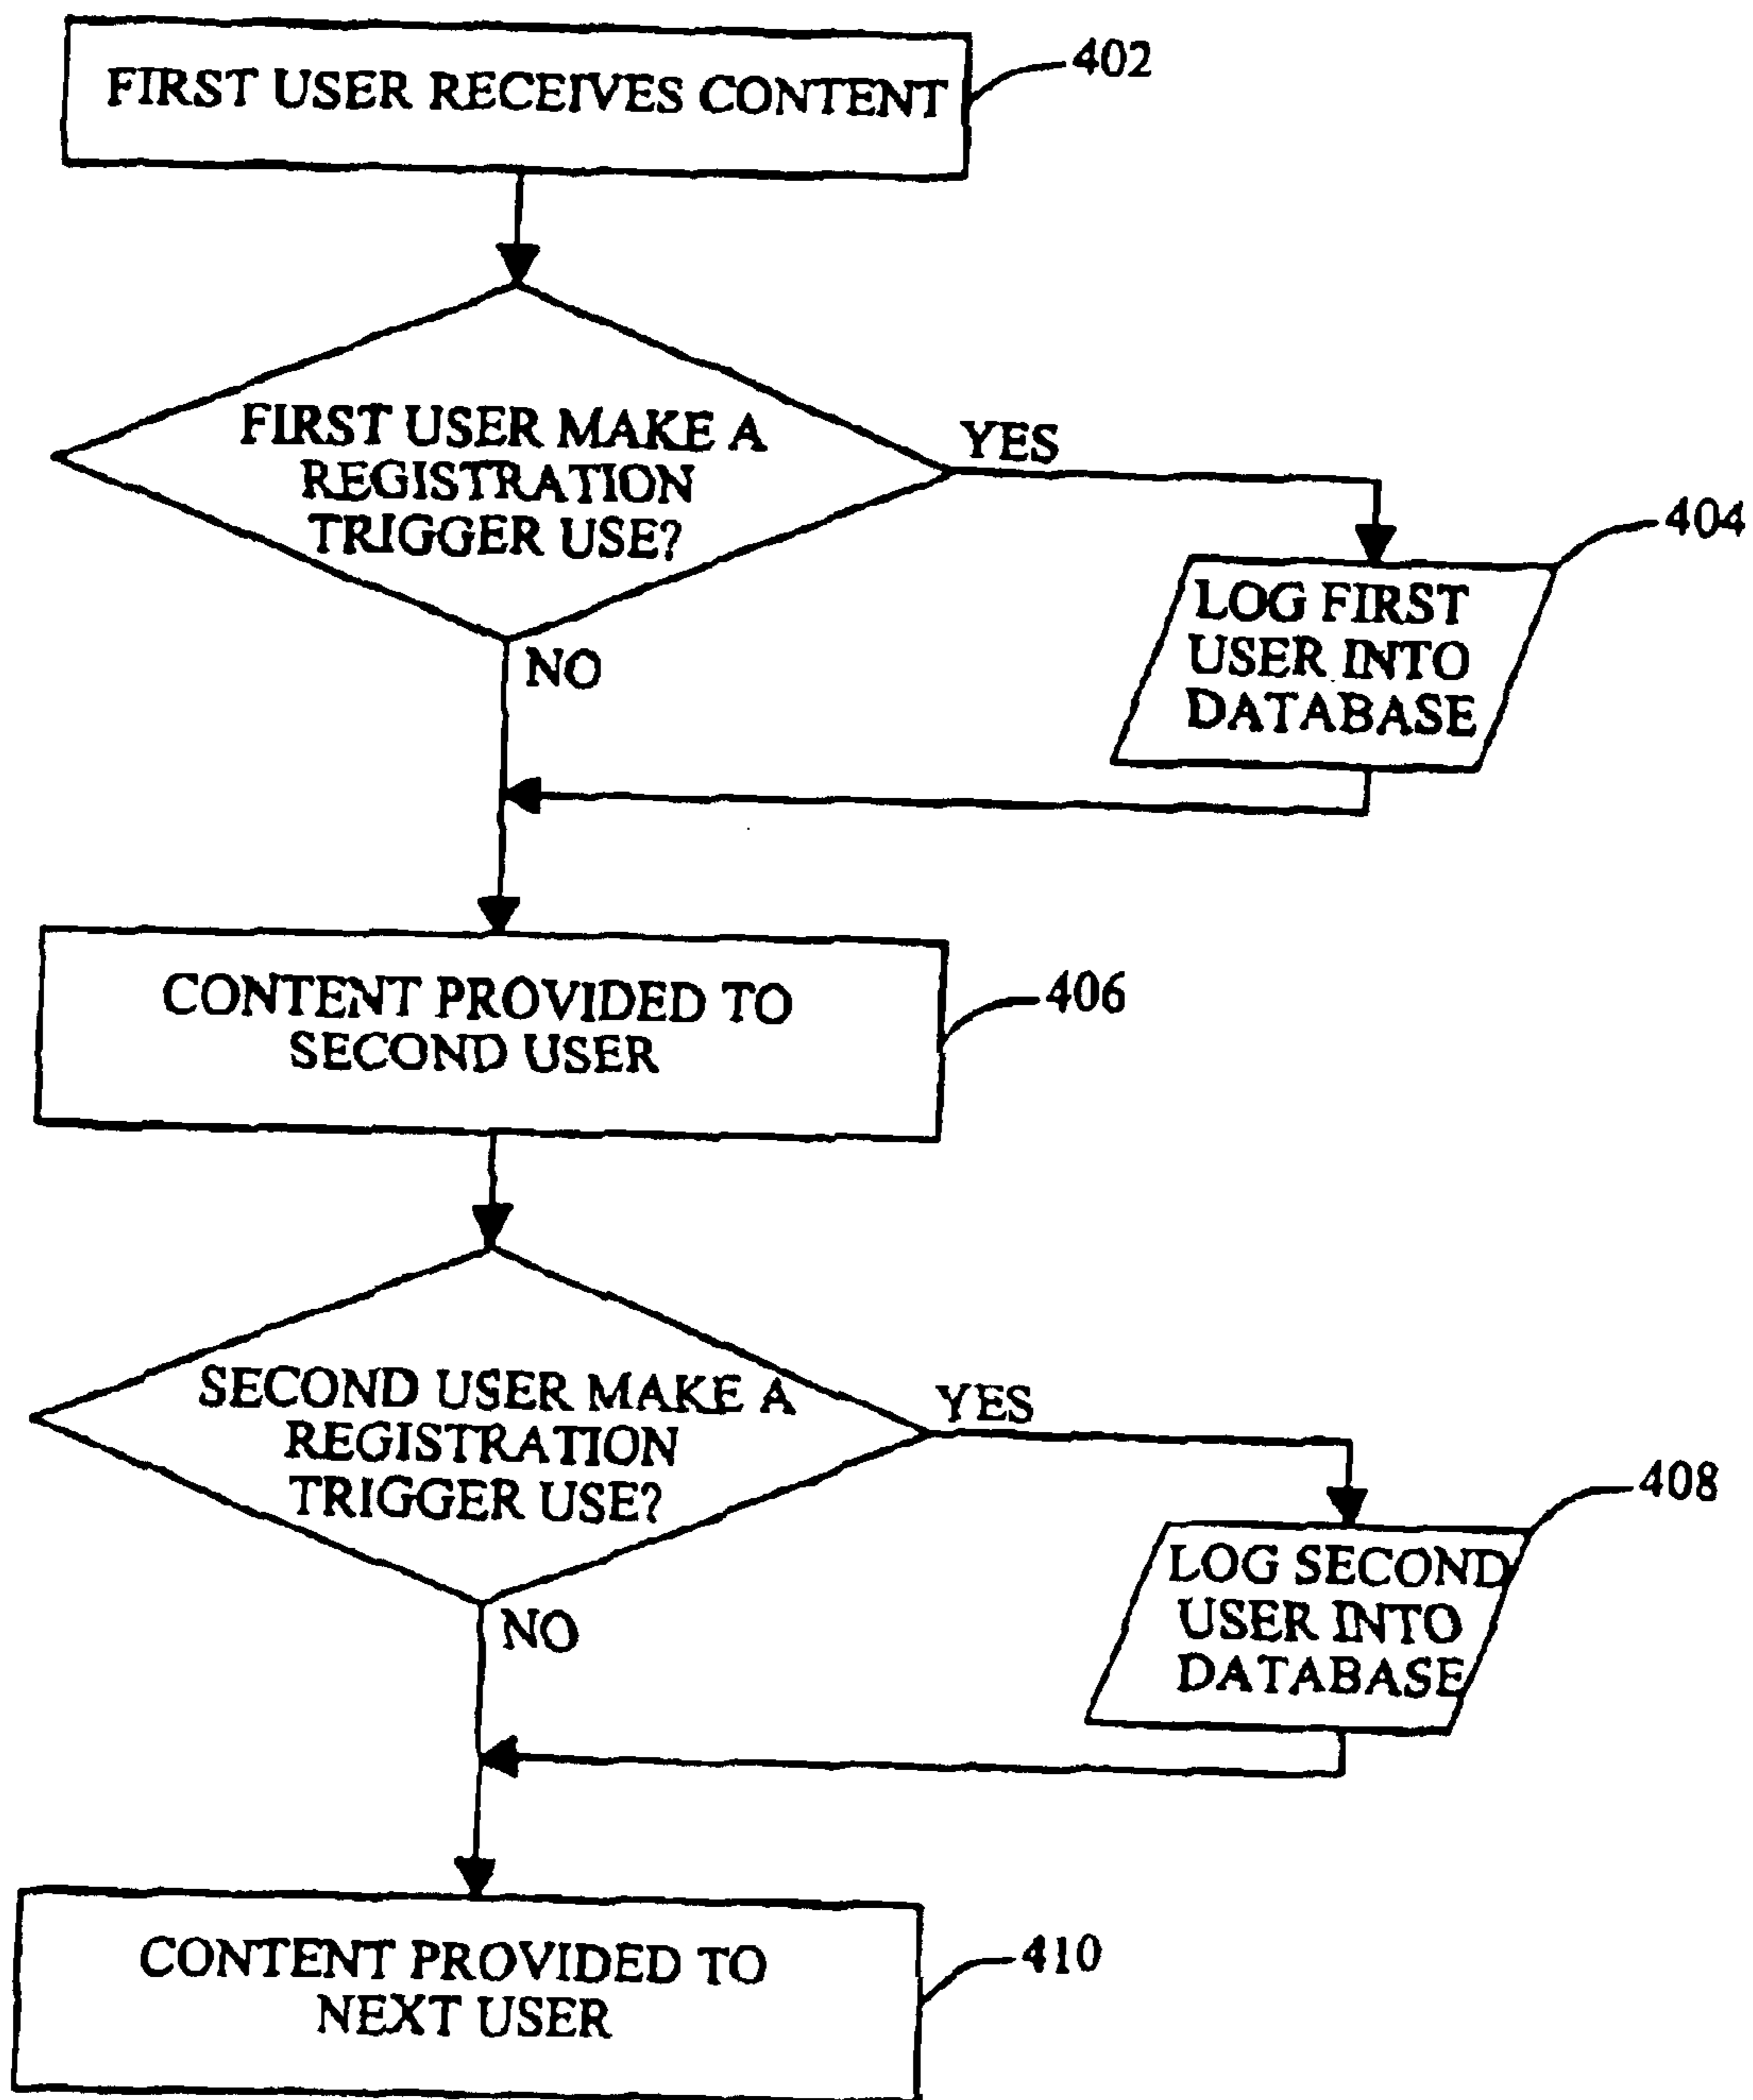 FIRST USER RECEIVES CONTENT
402
FIRST USER MAKE A
REGISTRATION
TRIGGER USE?
YES
404
LOG FIRST
USER INTO
DATABASE
NO
CONTENT PROVIDED TO
SECOND USER
406
SECOND USER MAKE A
REGISTRATION
TRIGGER USE?
YES
408
LOG SECOND
USER INTO
DATABASE
NO
CONTENT PROVIDED TO
NEXT USER
410